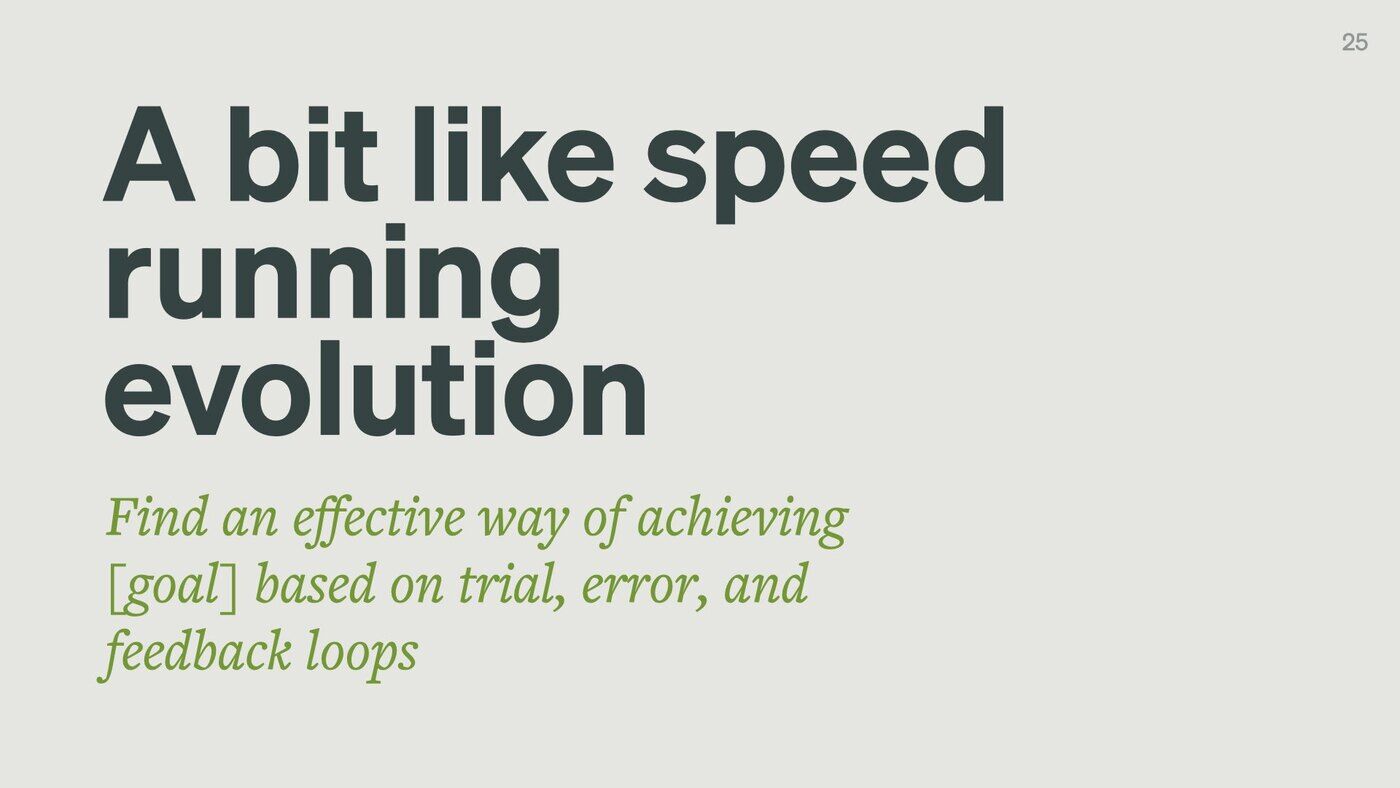 25
A bit like speed
running
evolution
Find an effective way of achieving
[goal] based on trial, error, and
feedback loops